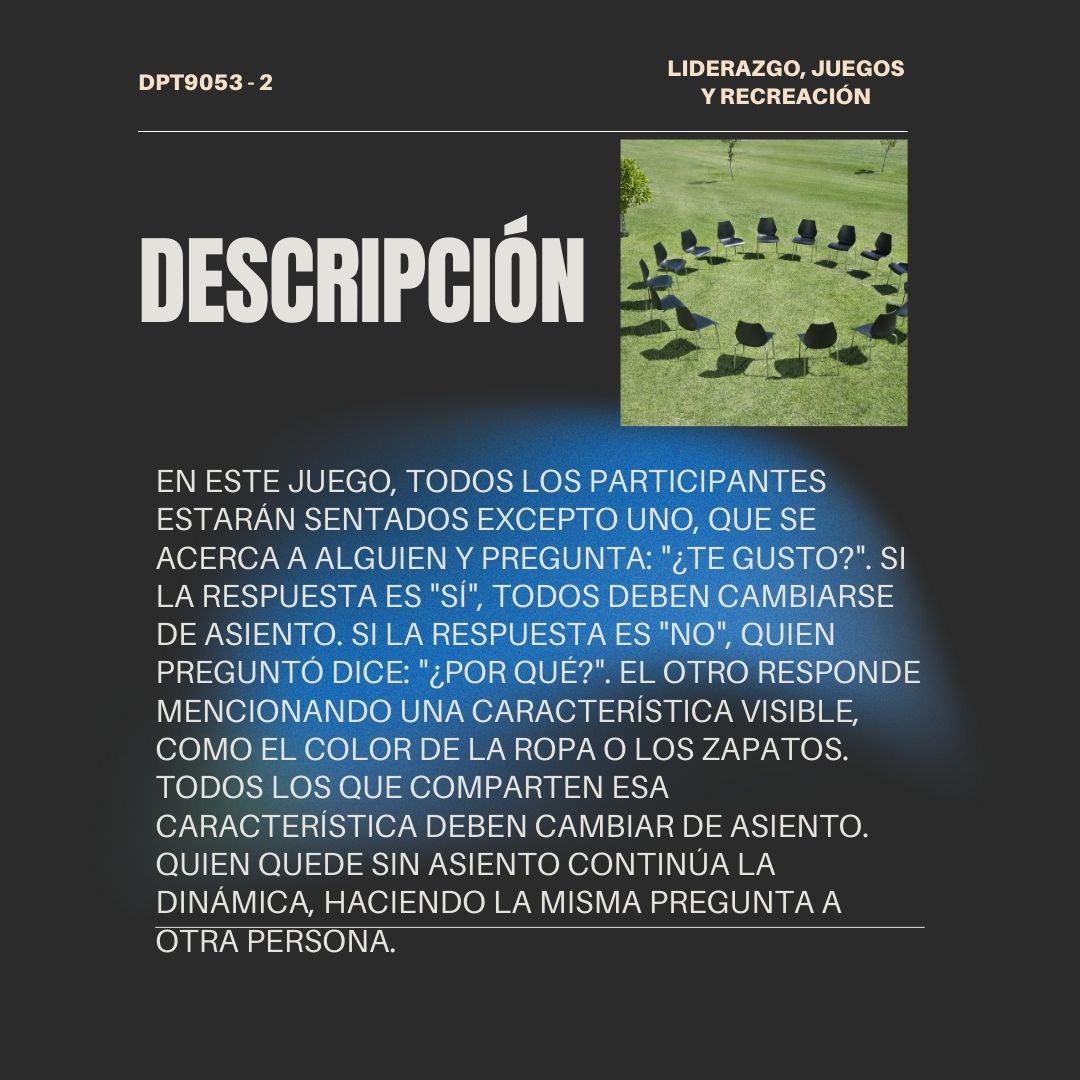 DPT9053 - 2
LIDERAZGO, JUEGOS
Y RECREACIÓN
DESCRIPCIÓN
EN ESTE JUEGO, TODOS LOS PARTICIPANTES
ESTARÁN SENTADOS EXCEPTO UNO, QUE SE
ACERCA A ALGUIEN Y PREGUNTA: "¿TE GUSTO?". SI
LA RESPUESTA ES "SÍ", TODOS DEBEN CAMBIARSE
DE ASIENTO. SI LA RESPUESTA ES "NO", QUIEN
PREGUNTÓ DICE: "¿POR QUÉ?". EL OTRO RESPONDE
MENCIONANDO UNA CARACTERÍSTICA VISIBLE,
COMO EL COLOR DE LA ROPA O LOS ZAPATOS.
TODOS LOS QUE COMPARTEN ESA
CARACTERÍSTICA DEBEN CAMBIAR DE ASIENTO.
QUIEN QUEDE SIN ASIENTO CONTINÚA LA
DINÁMICA, HACIENDO LA MISMA PREGUNTA A
OTRA PERSONA.